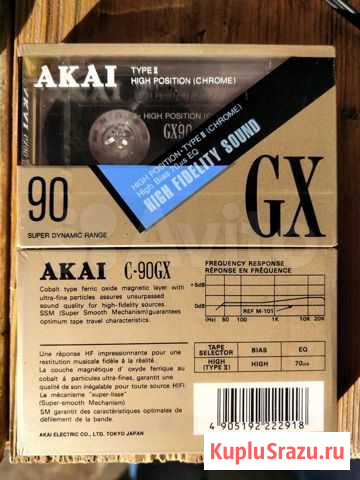 AKAI
TYPE II
HIGH POSITION (CHROME)
AKAI
HIGH POSITION
GX90
HIGH POSITION • TYPE II (CHROME)
High Bias 70µs EQ
HIGH FIDELITY SOUND
90
GX
SUPER DYNAMIC RANGE
AKAI C-90GX
Cobalt type ferric oxide magnetic layer with
ultra-fine particles assures unsurpassed
sound quality for high-fidelity sources.
SSM (Super Smooth Mechanism) guarantees
optimum tape travel characteristics.
FREQUENCY RESPONSE
RÉPONSE EN FRÉQUENCE
+5dB
0dB
REF M-101
(Hz) 50 100 1K 10K 20K
Une réponse HF impressionnante pour une
restitution musicale fidèle à la réalité.
La couche magnétique d'oxyde ferrique au
cobalt à particules ultra-fines, garantit une
qualité de son inégalable pour toute source HIFI.
Le mécanisme "super-lisse"
(Super-smooth Mechanism)
SM garantit des caractéristiques optimales de
défilement de la bande.
AKAI ELECTRIC CO., LTD. TOKYO JAPAN
TAPE SELECTOR BIAS EQ
HIGH (TYPE II) HIGH 70µs
4 905192 222918
KupluSrazu.ru